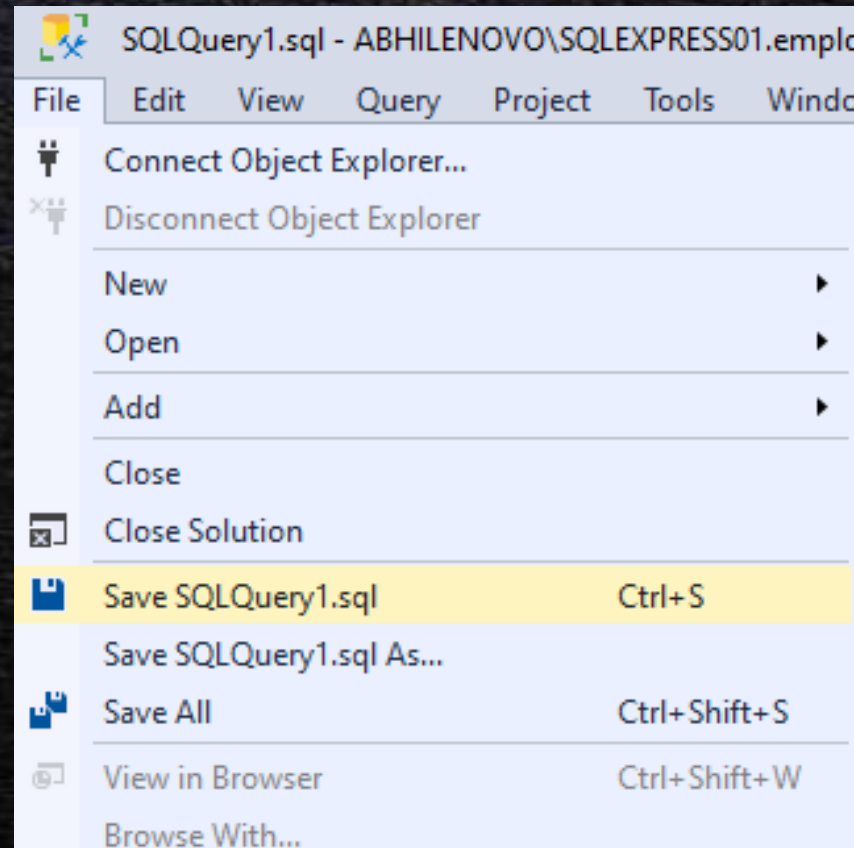 SQLQuery1.sql - ABHILENOVO\SQLEXPRESS01.emplo
File Edit View Query Project Tools Windo
Connect Object Explorer...
Disconnect Object Explorer
New
Open
Add
Close
Close Solution
Save SQLQuery1.sql Ctrl+S
Save SQLQuery1.sql As...
Save All Ctrl+Shift+S
View in Browser Ctrl+Shift+W
Browse With...